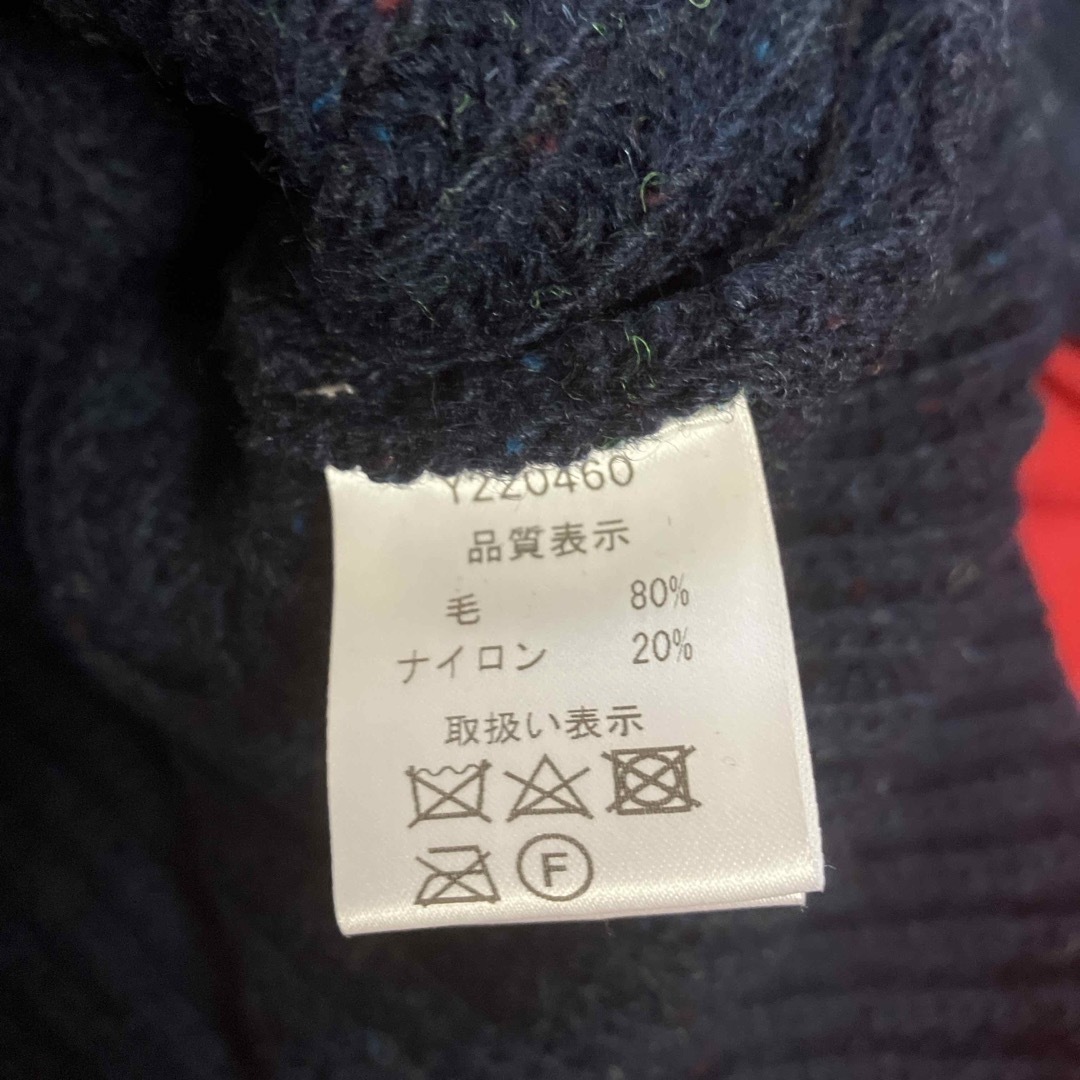 Y220460
品質表示
毛 80%
ナイロン 20%
取扱い表示
F